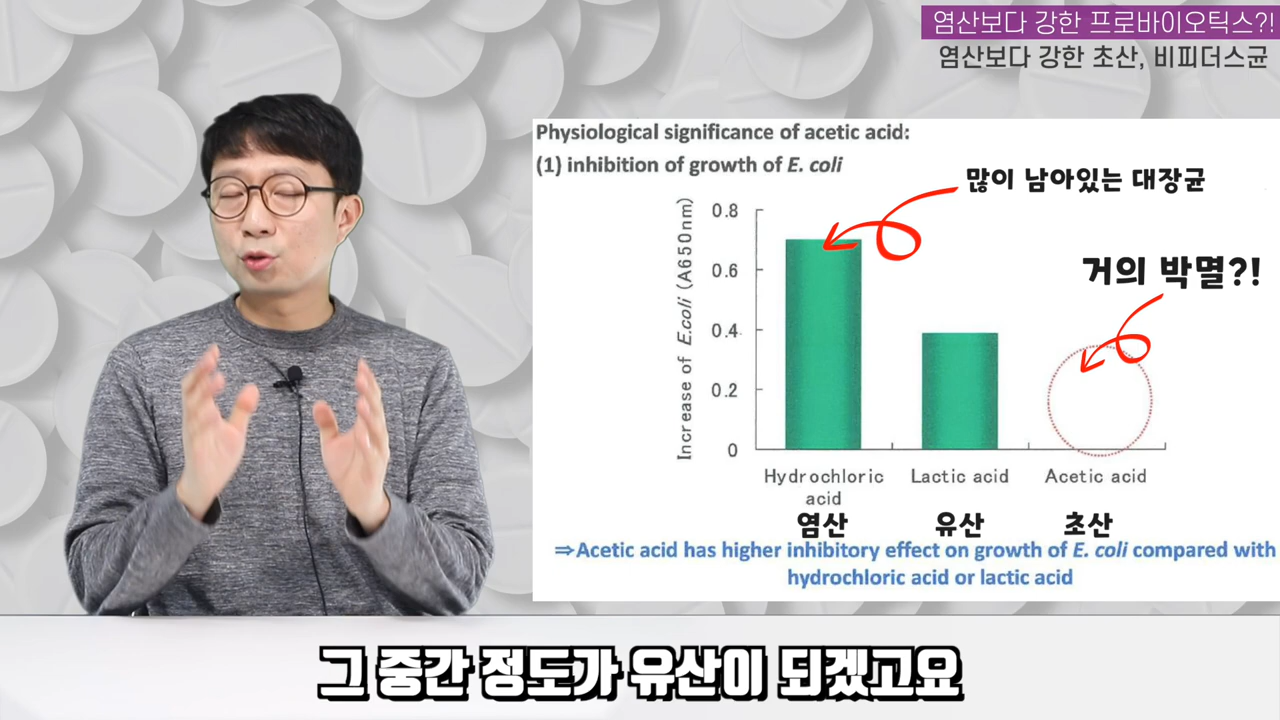 염산보다 강한 프로바이오틱스?!
염산보다 강한 초산, 비피더스균
Physiological significance of acetic acid:
(1) inhibition of growth of E. coli
많이 남아있는 대장균
거의 박멸?!
Increase of E.coli (A650nm)
0.8
0.6
0.4
0.2
0
Hydrochloric acid
Lactic acid
Acetic acid
염산
유산
초산
⇒Acetic acid has higher inhibitory effect on growth of E. coli compared with
hydrochloric acid or lactic acid
그 중간 정도가 유산이 되겠고요